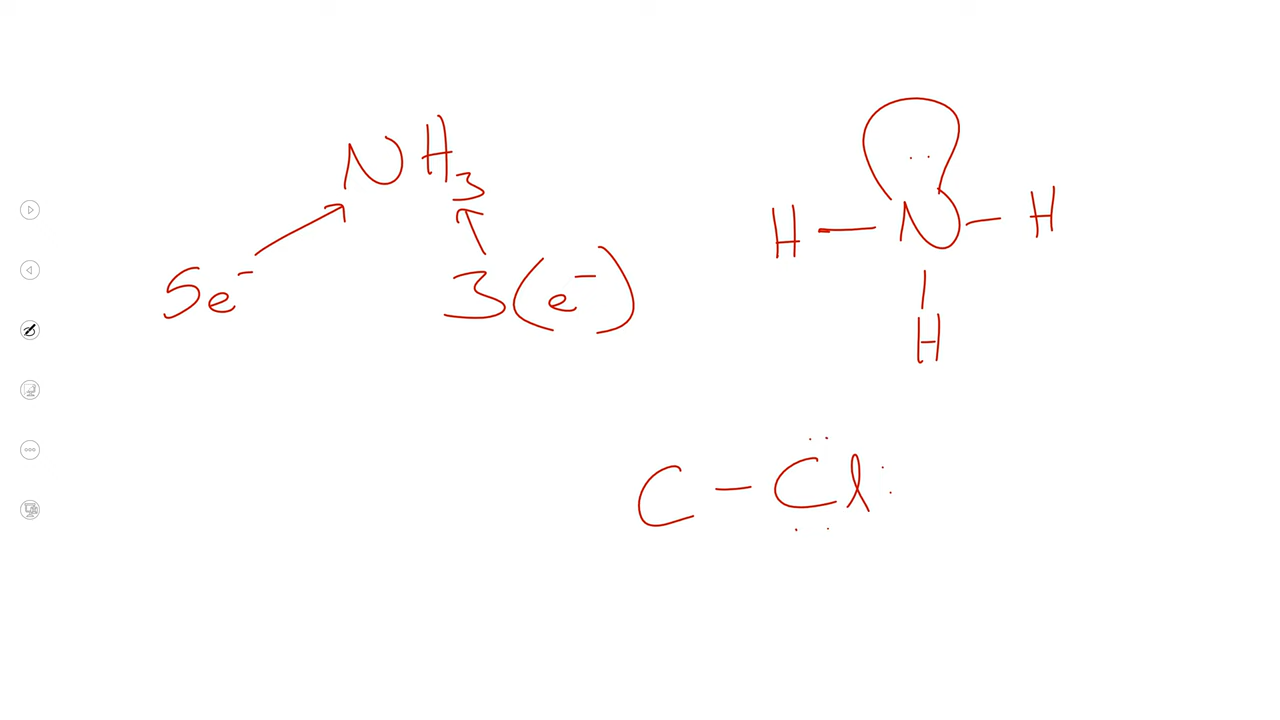 NH₃
5e⁻
3(e⁻)
H — N — H
|
H
C — Cl